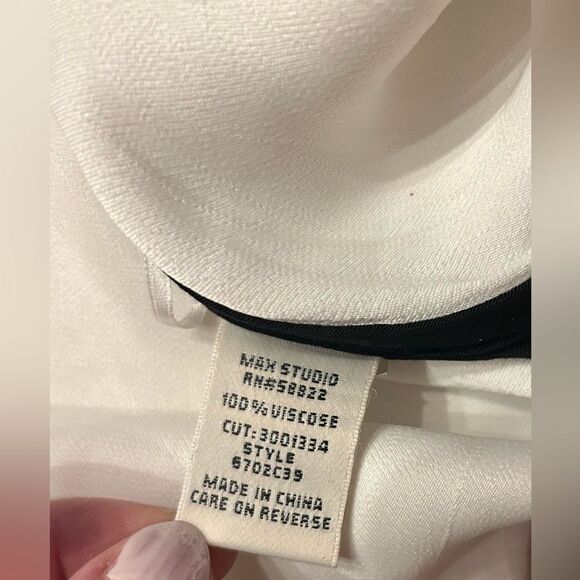 MAX STUDIO
RN#58822
100% VISCOSE
CUT: 3001334
STYLE
6702C39
MADE IN CHINA
CARE ON REVERSE